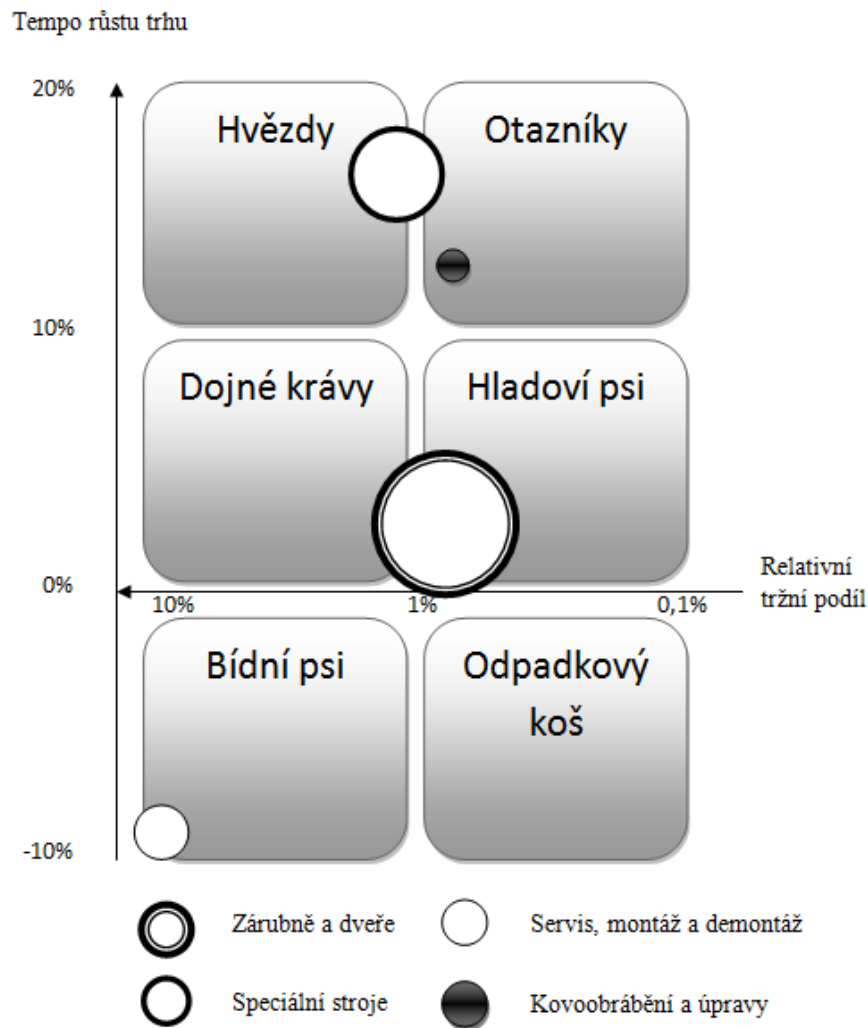 Tempo růstu trhu
20%
Hvězdy
Otazníky
10%
Dojné krávy
Hladoví psi
0%
10%
1%
0,1%
Relativní
tržní podíl
Bídní psi
Odpadkový
koš
-10%
Zárubně a dveře
Servis, montáž a demontáž
Speciální stroje
Kovoobrábění a úpravy